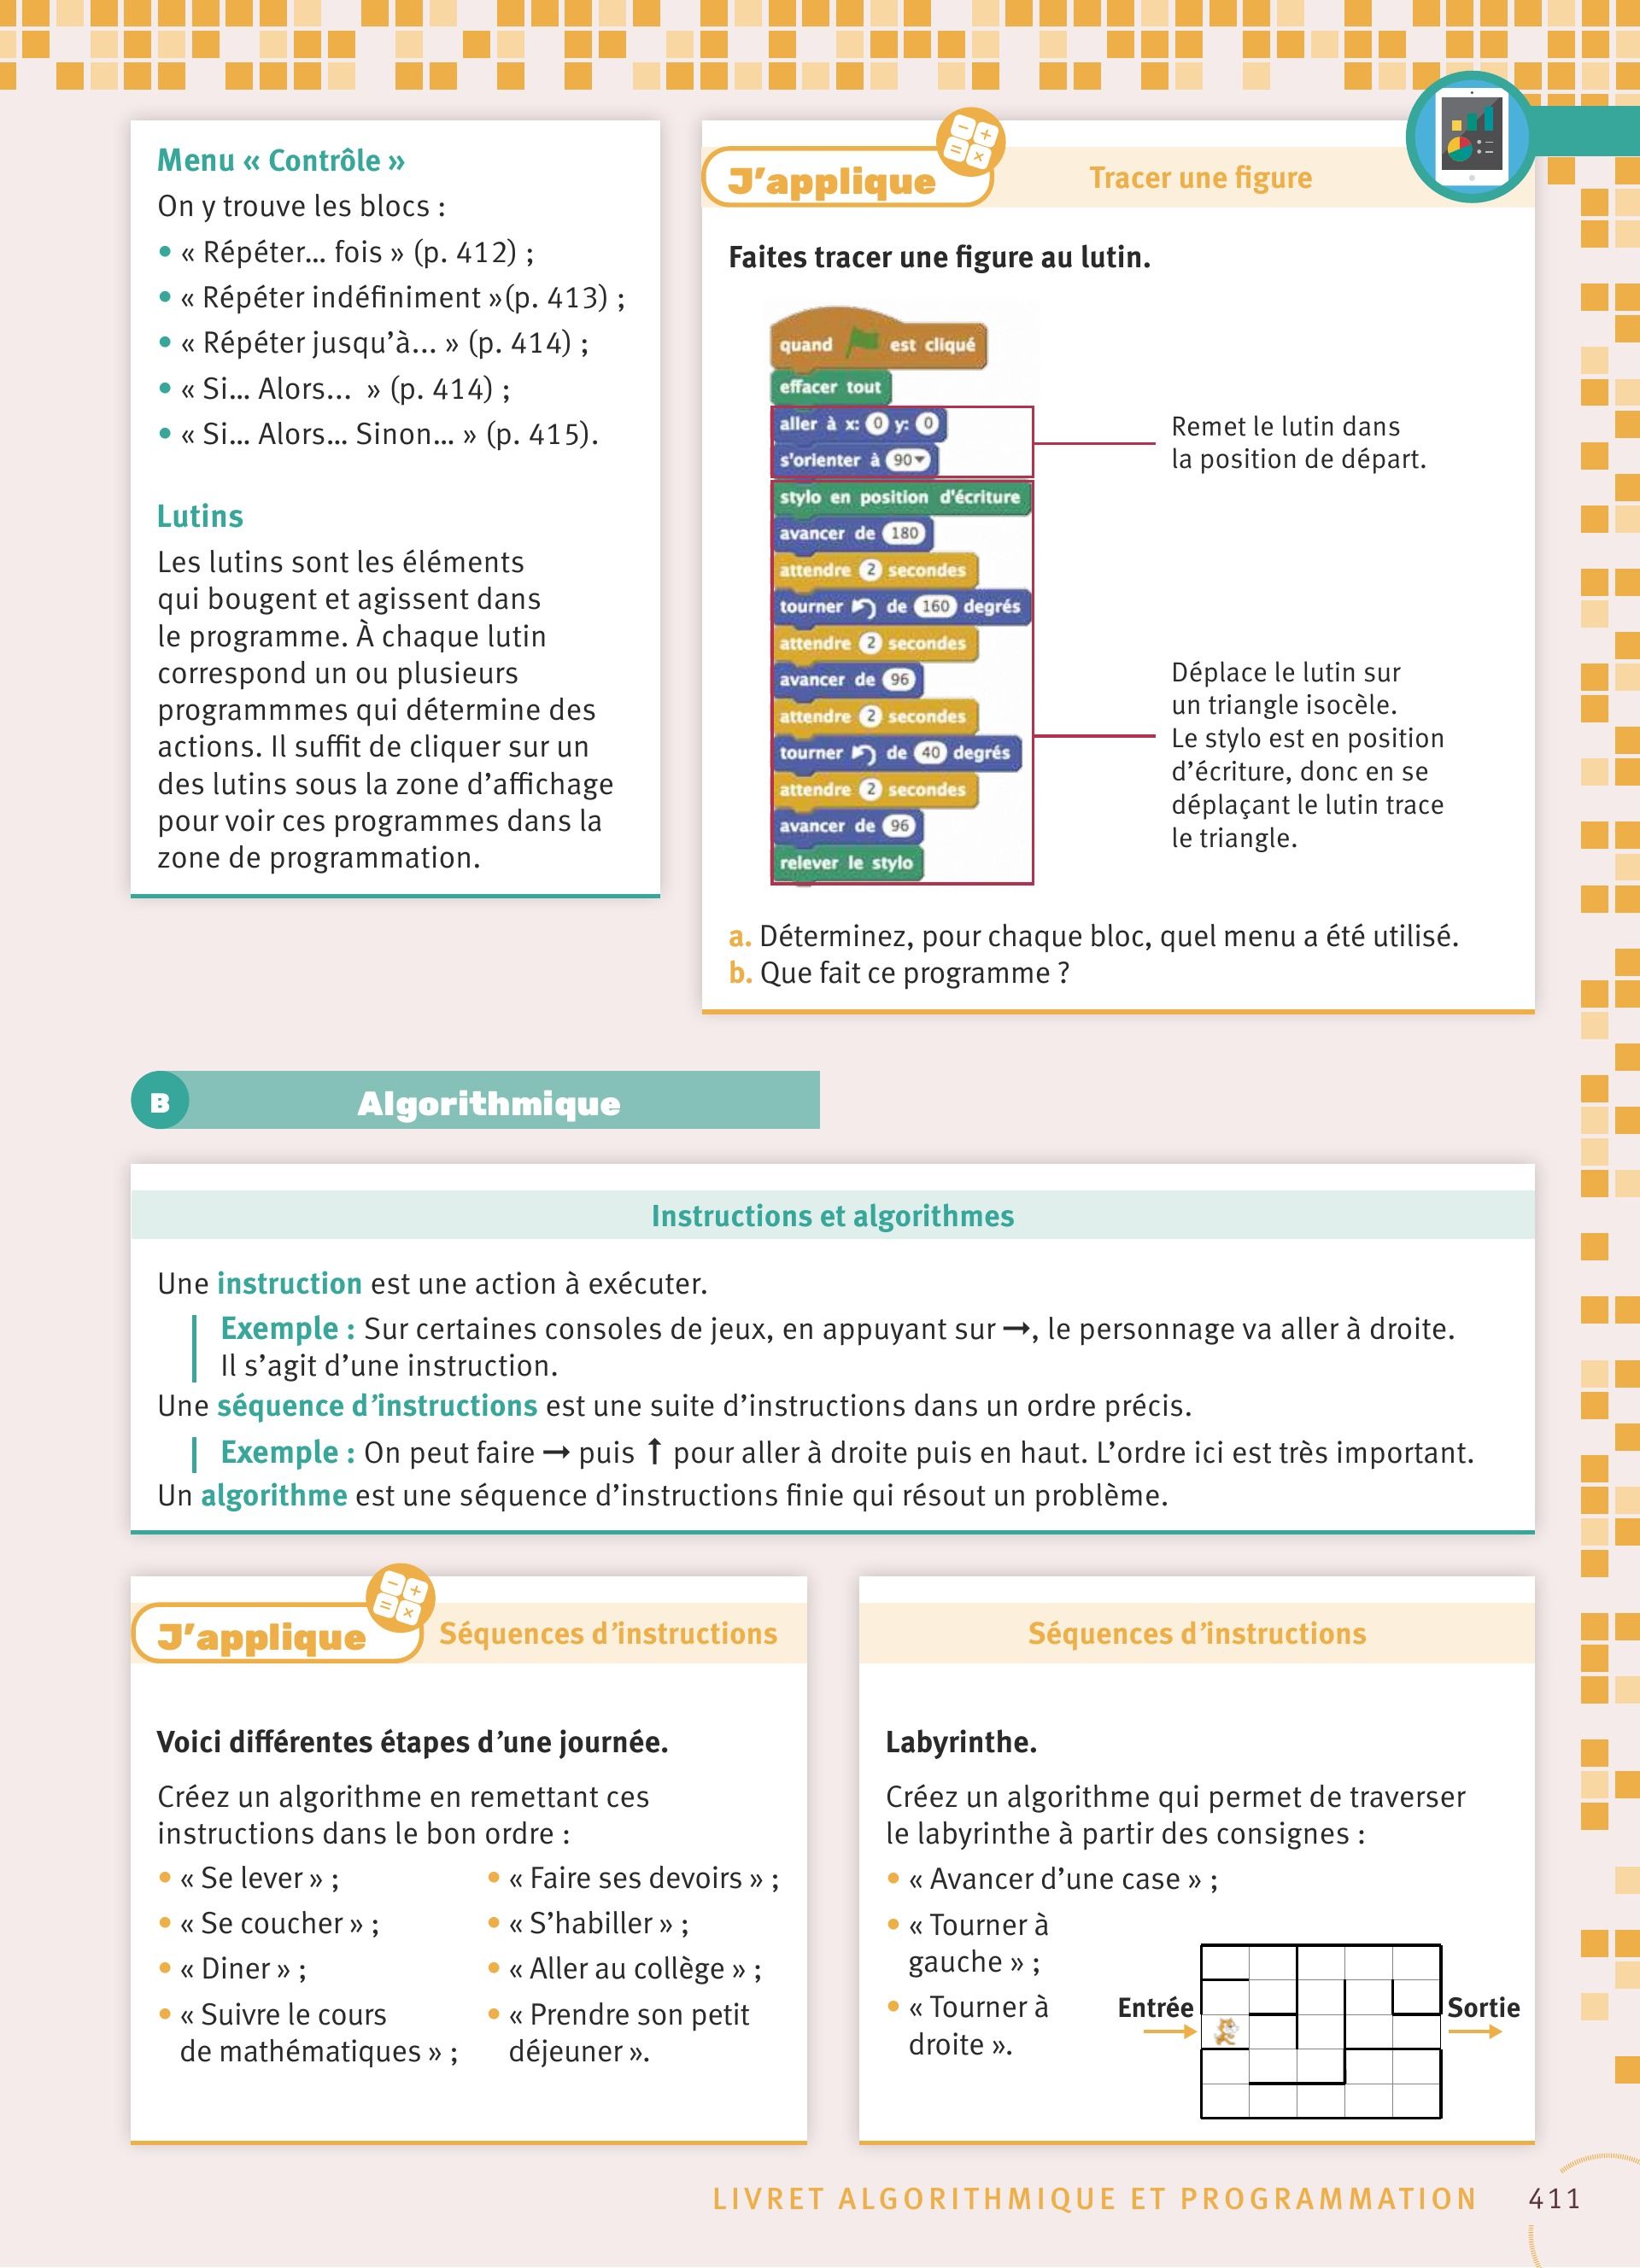 Menu « Contrôle »
On y trouve les blocs :
• « Répéter... fois » (p. 412) ;
• « Répéter indéfiniment »(p. 413) ;
• « Répéter jusqu’à... » (p. 414) ;
• « Si... Alors... » (p. 414) ;
• « Si... Alors... Sinon... » (p. 415).
Lutins
Les lutins sont les éléments
qui bougent et agissent dans
le programme. À chaque lutin
correspond un ou plusieurs
programmmes qui détermine des
actions. Il suffit de cliquer sur un
des lutins sous la zone d’affichage
pour voir ces programmes dans la
zone de programmation.
J’applique
Tracer une figure
Faites tracer une figure au lutin.
quand est cliqué
effacer tout
aller à x: 0 y: 0
s'orienter à 90
stylo en position d'écriture
avancer de 180
attendre 2 secondes
tourner de 160 degrés
attendre 2 secondes
avancer de 96
attendre 2 secondes
tourner de 40 degrés
attendre 2 secondes
avancer de 96
relever le stylo
Remet le lutin dans
la position de départ.
Déplace le lutin sur
un triangle isocèle.
Le stylo est en position
d’écriture, donc en se
déplaçant le lutin trace
le triangle.
a. Déterminez, pour chaque bloc, quel menu a été utilisé.
b. Que fait ce programme ?
B Algorithmique
Instructions et algorithmes
Une instruction est une action à exécuter.
Exemple : Sur certaines consoles de jeux, en appuyant sur →, le personnage va aller à droite.
Il s’agit d’une instruction.
Une séquence d’instructions est une suite d’instructions dans un ordre précis.
Exemple : On peut faire → puis ↑ pour aller à droite puis en haut. L’ordre ici est très important.
Un algorithme est une séquence d’instructions finie qui résout un problème.
J’applique
Séquences d’instructions
Voici différentes étapes d’une journée.
Créez un algorithme en remettant ces
instructions dans le bon ordre :
• « Se lever » ;
• « Se coucher » ;
• « Diner » ;
• « Suivre le cours
de mathématiques » ;
• « Faire ses devoirs » ;
• « S’habiller » ;
• « Aller au collège » ;
• « Prendre son petit
déjeuner ».
Séquences d’instructions
Labyrinthe.
Créez un algorithme qui permet de traverser
le labyrinthe à partir des consignes :
• « Avancer d’une case » ;
• « Tourner à
gauche » ;
• « Tourner à
droite ».
Entrée
Sortie
LIVRET ALGORITHMIQUE ET PROGRAMMATION 411